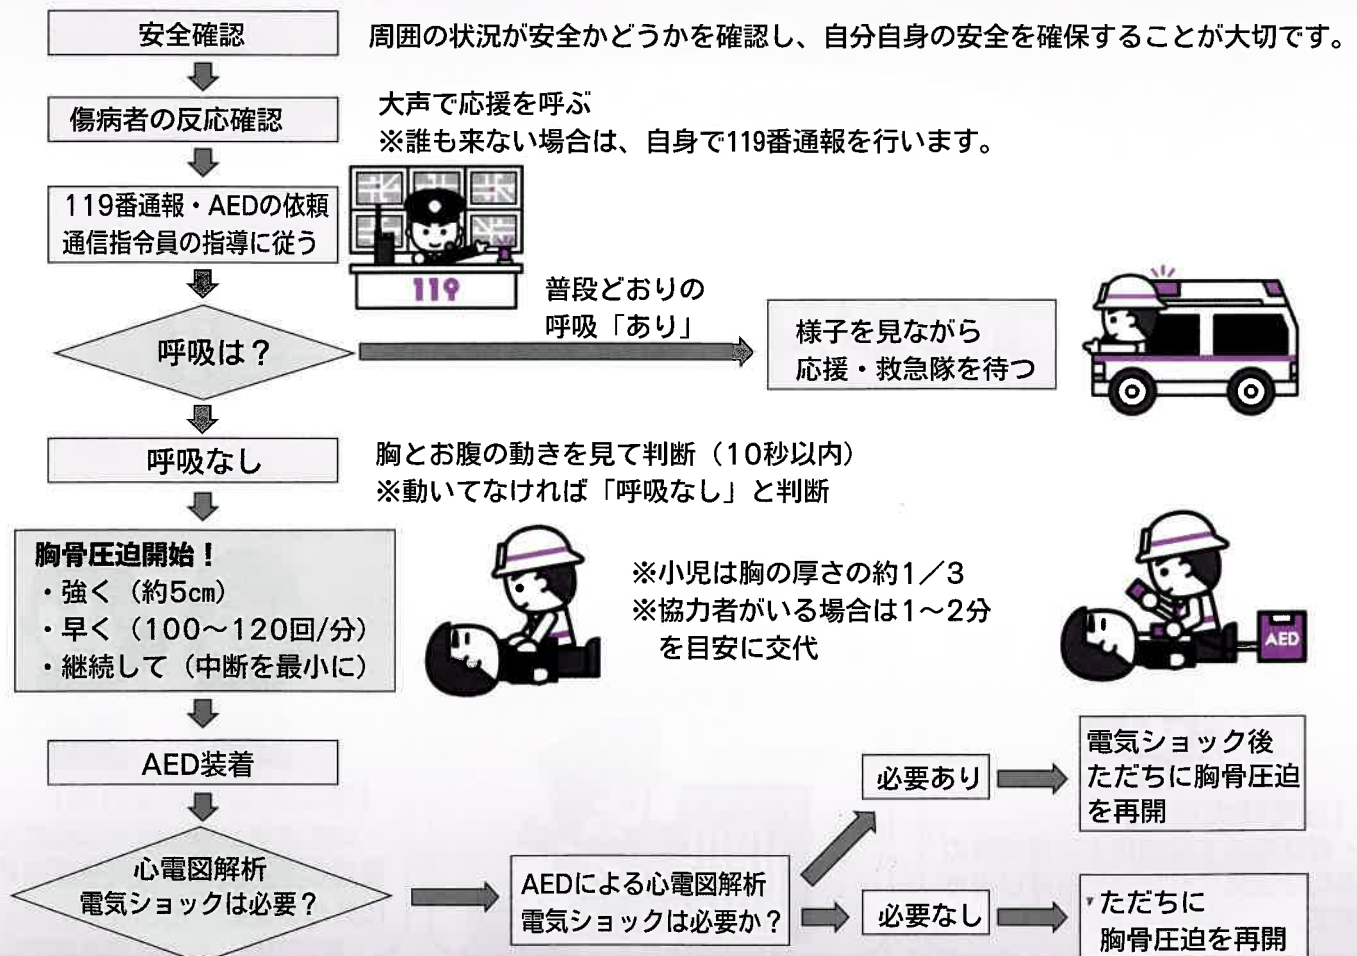 安全確認
周囲の状況が安全かどうかを確認し、自分自身の安全を確保することが大切です。
傷病者の反応確認
大声で応援を呼ぶ
※誰も来ない場合は、自身で119番通報を行います。
119番通報・AEDの依頼
通信指令員の指導に従う
119
普段どおりの
呼吸「あり」
呼吸は？
様子を見ながら
応援・救急隊を待つ
呼吸なし
胸とお腹の動きを見て判断（10秒以内）
※動いてなければ「呼吸なし」と判断
胸骨圧迫開始！
・強く（約5cm）
・早く（100～120回/分）
・継続して（中断を最小に）
※小児は胸の厚さの約1／3
※協力者がいる場合は1～2分
を目安に交代
AED
AED装着
心電図解析
電気ショックは必要？
AEDによる心電図解析
電気ショックは必要か？
必要あり
電気ショック後
ただちに胸骨圧迫
を再開
必要なし
ただちに
胸骨圧迫を再開